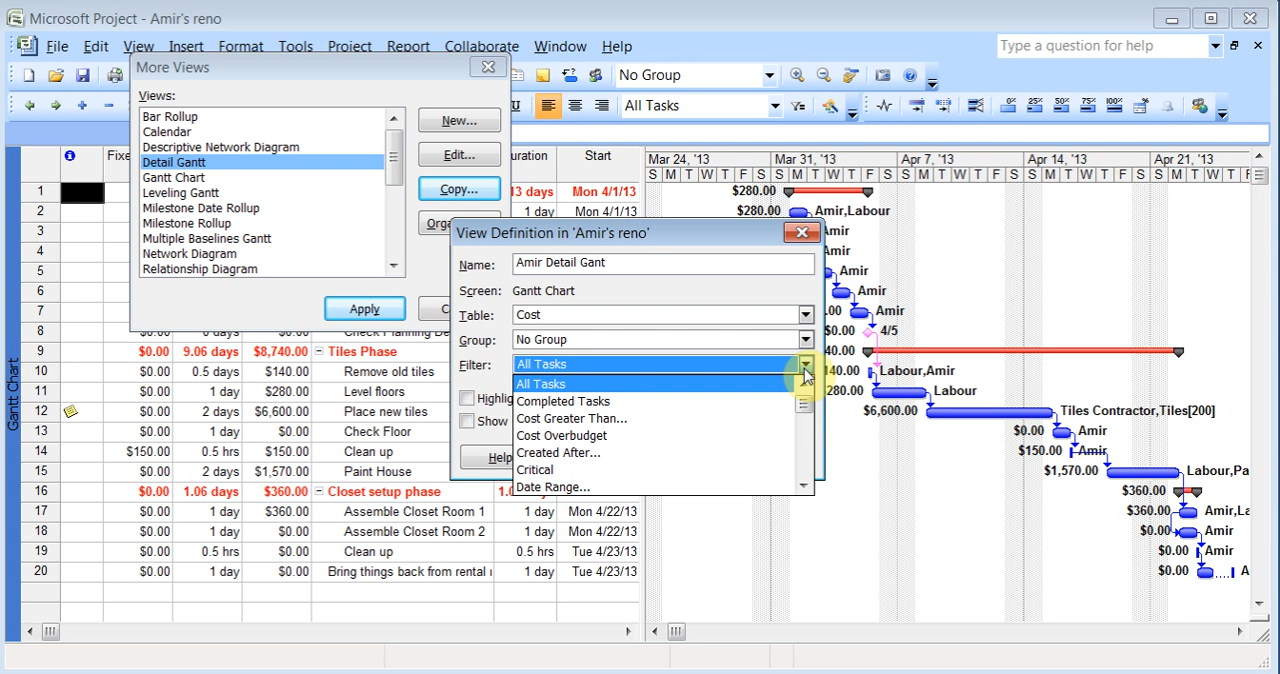 Microsoft Project - Amir's reno
File Edit View Insert Format Tools Project Report Collaborate Window Help
Type a question for help
No Group
U All Tasks 0% 25% 50% 75% 100%
More Views
Views:
Bar Rollup
Calendar
Descriptive Network Diagram
Detail Gantt
Gantt Chart
Leveling Gantt
Milestone Date Rollup
Milestone Rollup
Multiple Baselines Gantt
Network Diagram
Relationship Diagram
New...
Edit...
Copy...
Apply
View Definition in 'Amir's reno'
Name: Amir Detail Gant
Screen: Gantt Chart
Table: Cost
Group: No Group
Filter: All Tasks
All Tasks
Completed Tasks
Cost Greater Than...
Cost Overbudget
Created After...
Critical
Date Range...
Show
Help
Gantt Chart
Start
Mar 24, '13 Mar 31, '13 Apr 7, '13 Apr 14, '13 Apr 21, '13
S M T W T F S S M T W T F S S M T W T F S S M T W T F S S M T W T F
1 13 days Mon 4/1/13 $280.00
2 1 day Mon 4/1/13 $280.00 Amir,Labour
3 Amir
4 Amir
5 Amir
6 Amir
7 Amir
8 $0.00 0 days $0.00 $0.00 4/5
9 $0.00 9.06 days $8,740.00 Tiles Phase
10 $0.00 0.5 days $140.00 Remove old tiles Labour,Amir
11 $0.00 1 day $280.00 Level floors Labour
12 $0.00 2 days $6,600.00 Place new tiles $6,600.00 Tiles Contractor,Tiles[200]
13 $0.00 1 day $0.00 Check Floor $0.00 Amir
14 $150.00 0.5 hrs $150.00 Clean up $150.00 Amir
15 $0.00 2 days $1,570.00 Paint House $1,570.00 Labour,Pa
16 $0.00 1.06 days $360.00 Closet setup phase $360.00
17 $0.00 1 day $360.00 Assemble Closet Room 1 1 day Mon 4/22/13 $360.00 Amir,La
18 $0.00 1 day $0.00 Assemble Closet Room 2 1 day Mon 4/22/13 $0.00 Amir
19 $0.00 0.5 hrs $0.00 Clean up 0.5 hrs Tue 4/23/13 $0.00 Amir
20 $0.00 1 day $0.00 Bring things back from rental 1 day Tue 4/23/13 $0.00 A